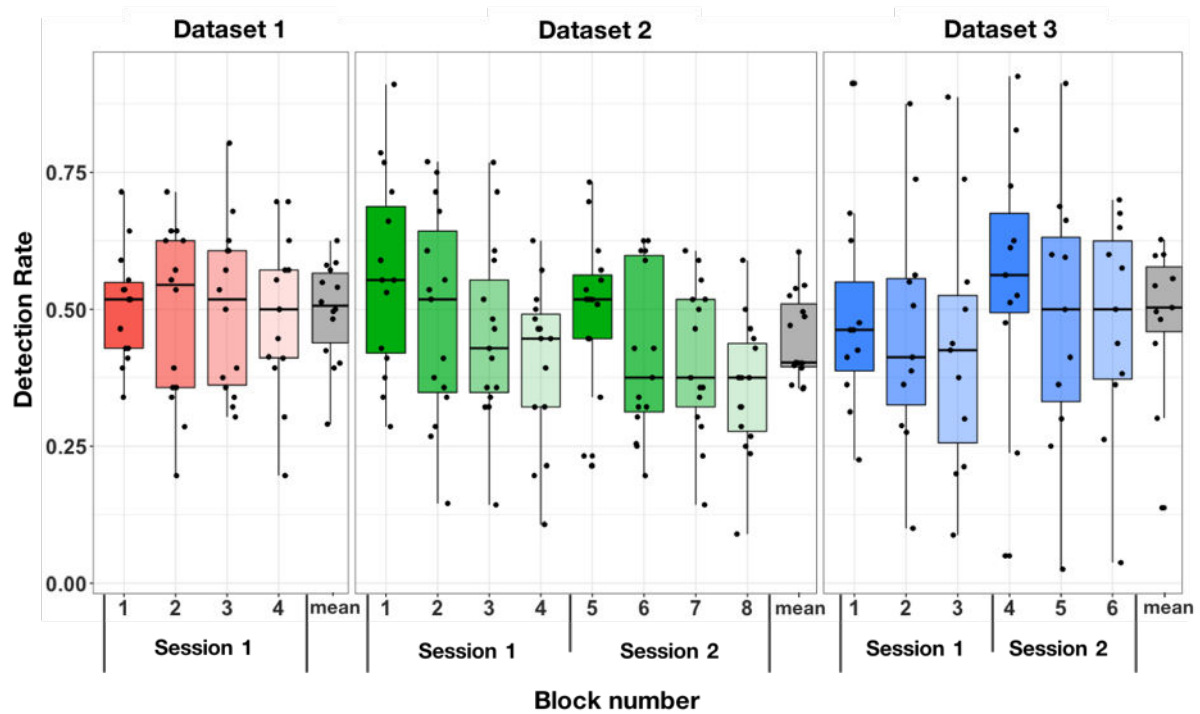 Dataset 1 Dataset 2 Dataset 3
Detection Rate
0.75
0.50
0.25
0.00
1 2 3 4 mean 1 2 3 4 5 6 7 8 mean 1 2 3 4 5 6 mean
Session 1 Session 1 Session 2 Session 1 Session 2
Block number